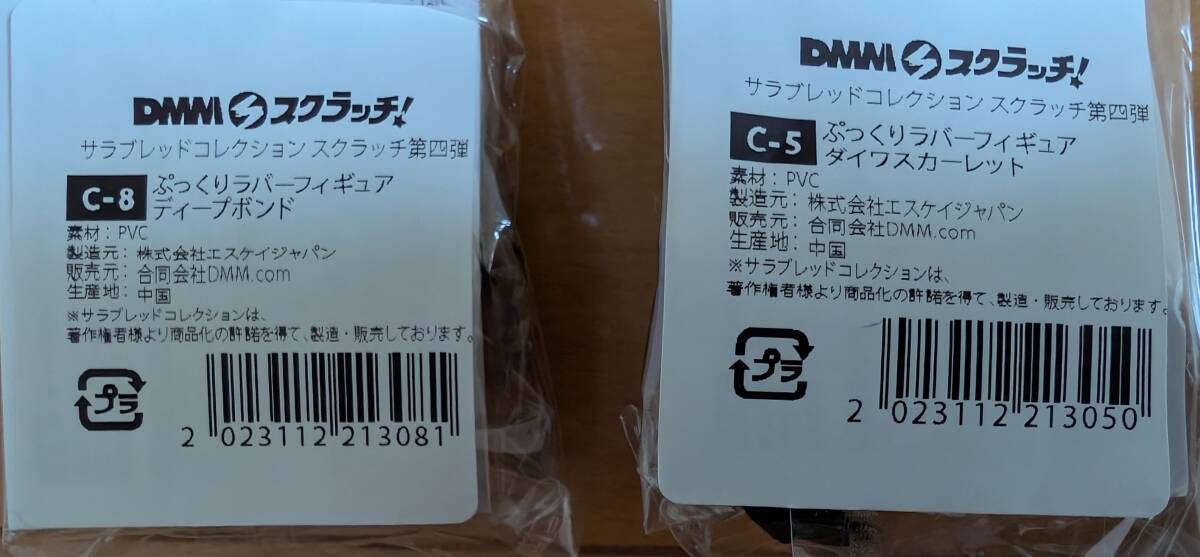 DMM スクラッチ!
サラブレッドコレクション スクラッチ第四弾
C-8
ぷっくりラバーフィギュア
ディープボンド
素材：PVC
製造元：株式会社エスケイジャパン
販売元：合同会社DMM.com
生産地：中国
※サラブレッドコレクションは、
著作権者様より商品化の許諾を得て、製造・販売しております。
プラ
2 023112 213081
DMM スクラッチ!
サラブレッドコレクション スクラッチ第四弾
C-5
ぷっくりラバーフィギュア
ダイワスカーレット
素材：PVC
製造元：株式会社エスケイジャパン
販売元：合同会社DMM.com
生産地：中国
※サラブレッドコレクションは、
著作権者様より商品化の許諾を得て、製造・販売しております。
プラ
2 023112 213050